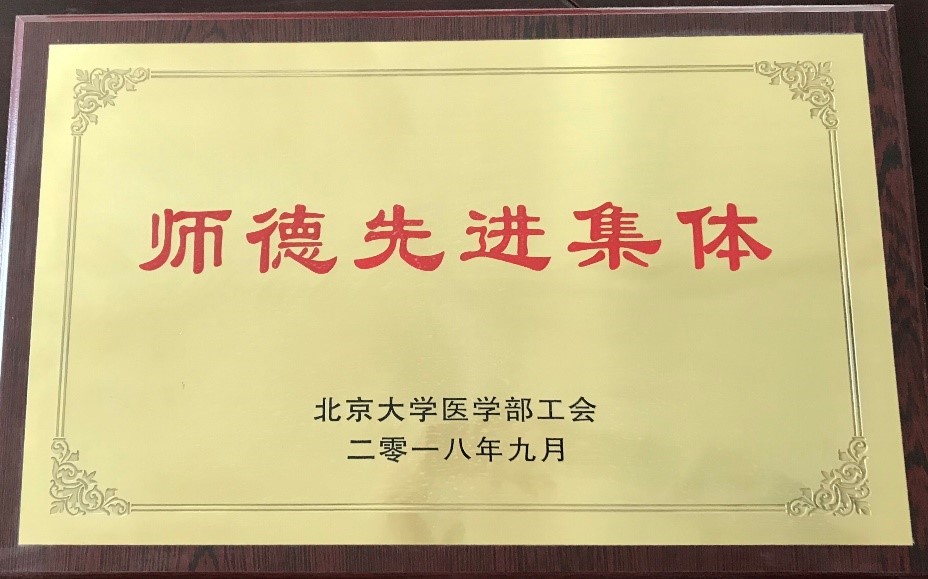 师德先进集体
北京大学医学部工会
二零一八年九月